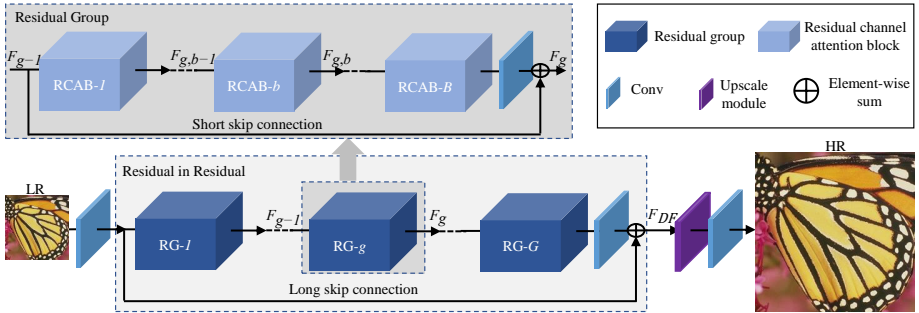 Residual Group
F_{g-1}
F_{g,b-1}
F_{g,b}
F_g
RCAB-1
RCAB-b
RCAB-B
Short skip connection
Residual group
Residual channel
attention block
Conv
Upscale
module
Element-wise
sum
Residual in Residual
LR
F_{g-1}
F_g
F_{DF}
HR
RG-1
RG-g
RG-G
Long skip connection